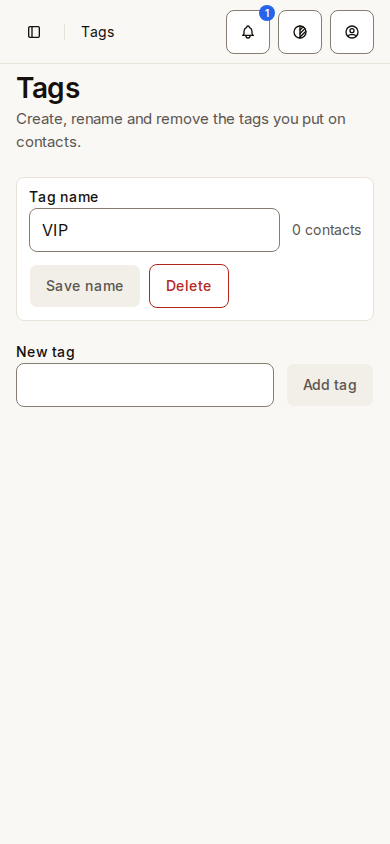 Tags
1
Tags
Create, rename and remove the tags you put on
contacts.
Tag name
VIP
0 contacts
Save name
Delete
New tag
Add tag